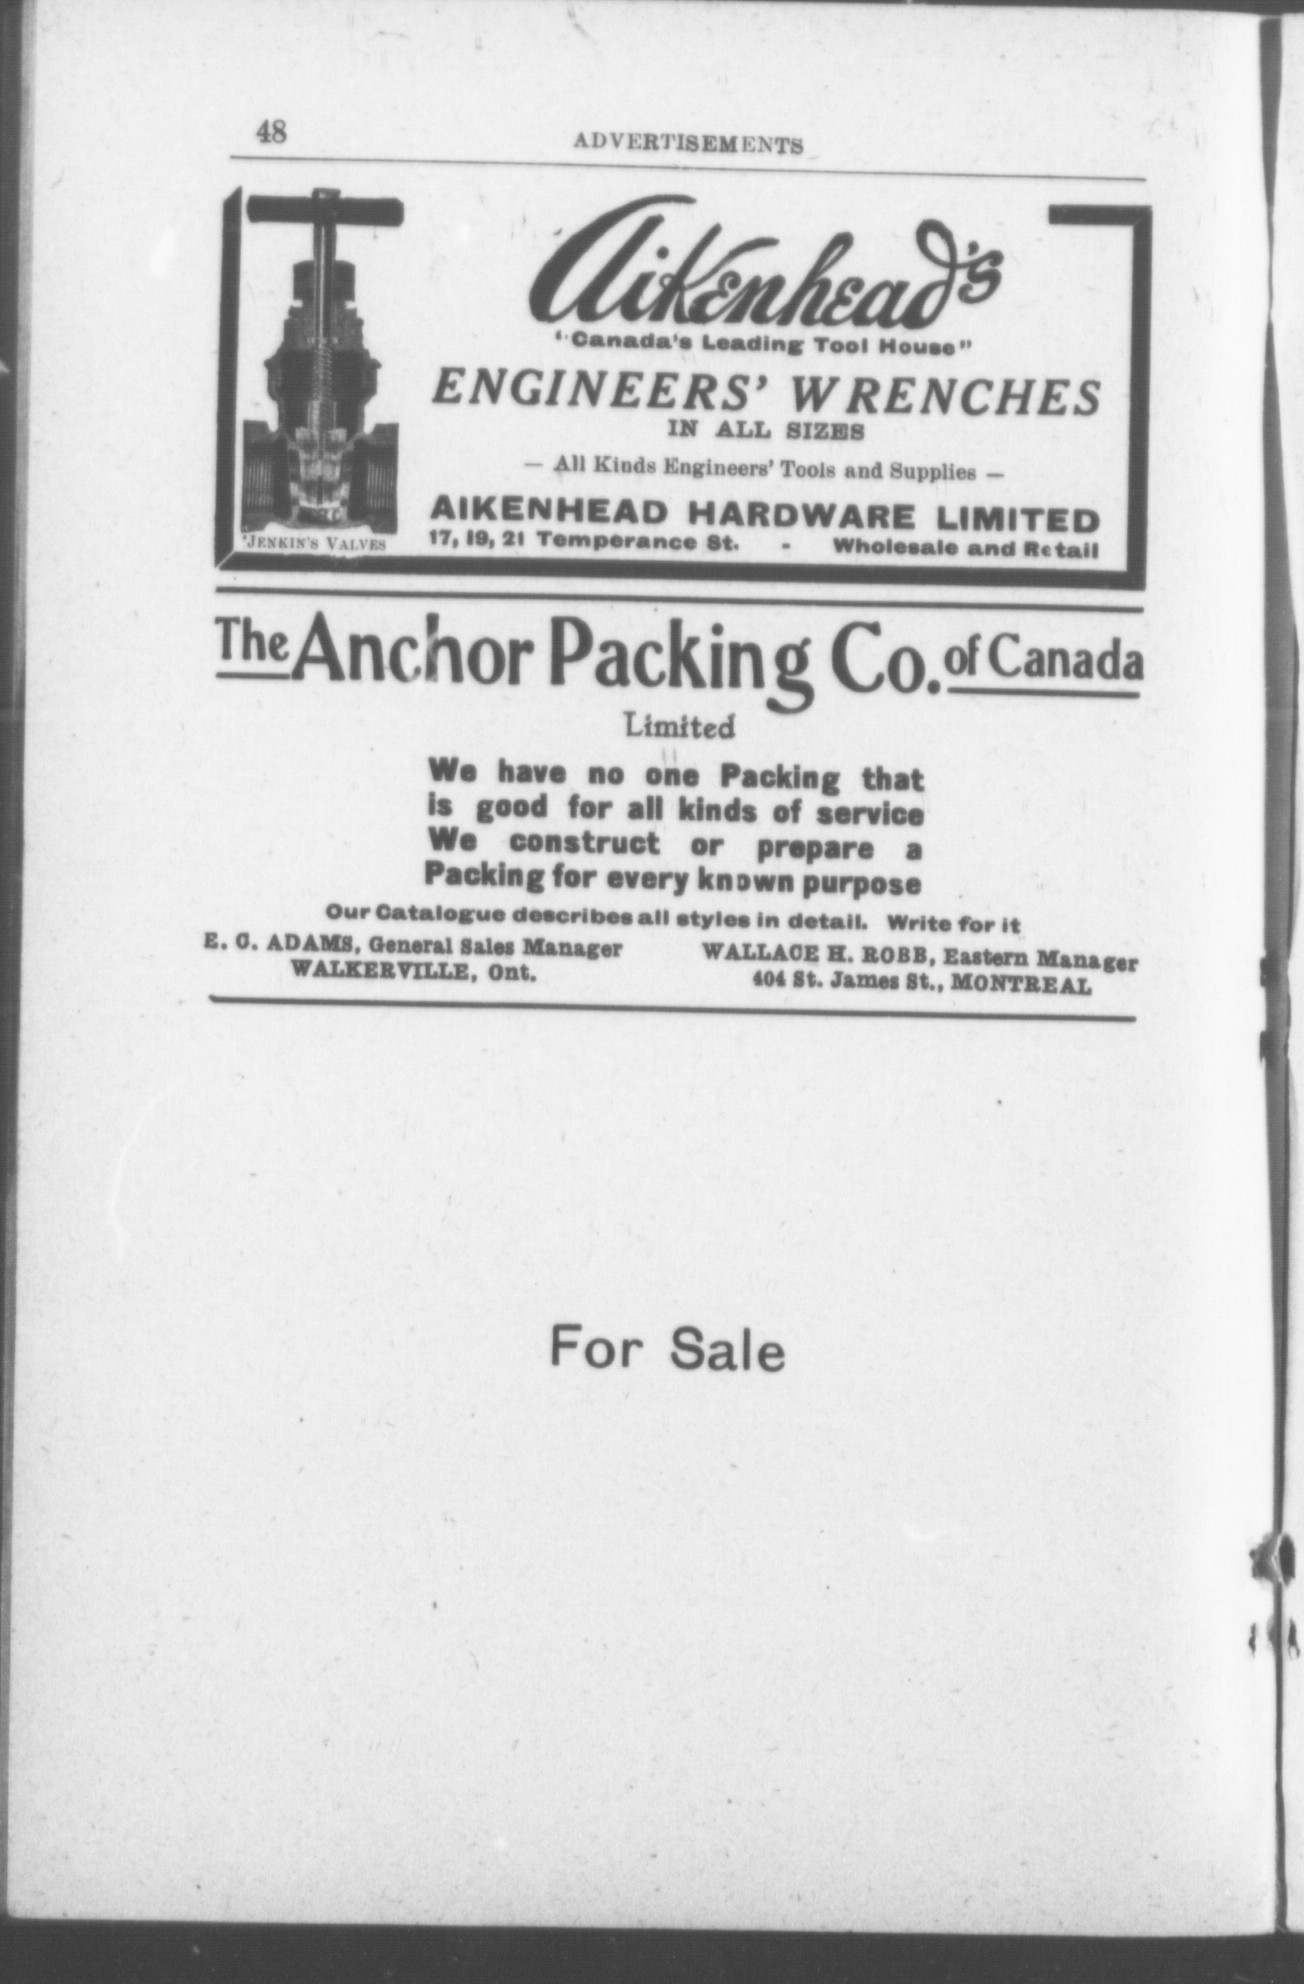 48
ADVERTISEMENTS
Aikenhead's
"Canada's Leading Tool House"
ENGINEERS' WRENCHES
IN ALL SIZES
— All Kinds Engineers' Tools and Supplies —
AIKENHEAD HARDWARE LIMITED
17, 19, 21 Temperance St. - Wholesale and Retail
'JENKIN'S VALVES
The Anchor Packing Co. of Canada
Limited
We have no one Packing that
is good for all kinds of service
We construct or prepare a
Packing for every known purpose
Our Catalogue describes all styles in detail. Write for it
E. C. ADAMS, General Sales Manager
WALKERVILLE, Ont.
WALLACE H. ROBB, Eastern Manager
404 St. James St., MONTREAL
For Sale